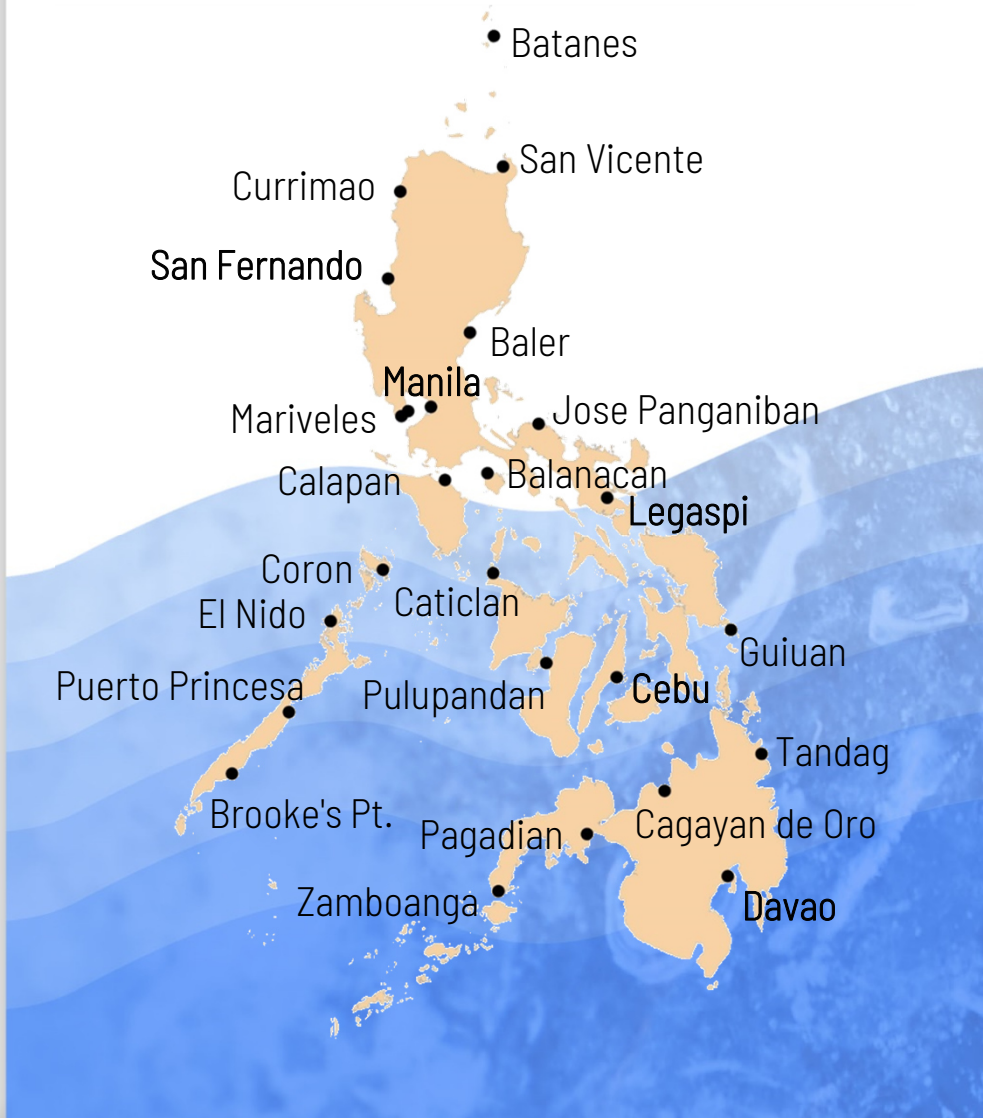 Batanes
San Vicente
Currimao
San Fernando
Baler
Manila
Mariveles
Jose Panganiban
Calapan
Balanacan
Legaspi
Coron
Caticlan
El Nido
Guiuan
Puerto Princesa
Pulupandan
Cebu
Tandag
Brooke's Pt.
Pagadian
Cagayan de Oro
Zamboanga
Davao